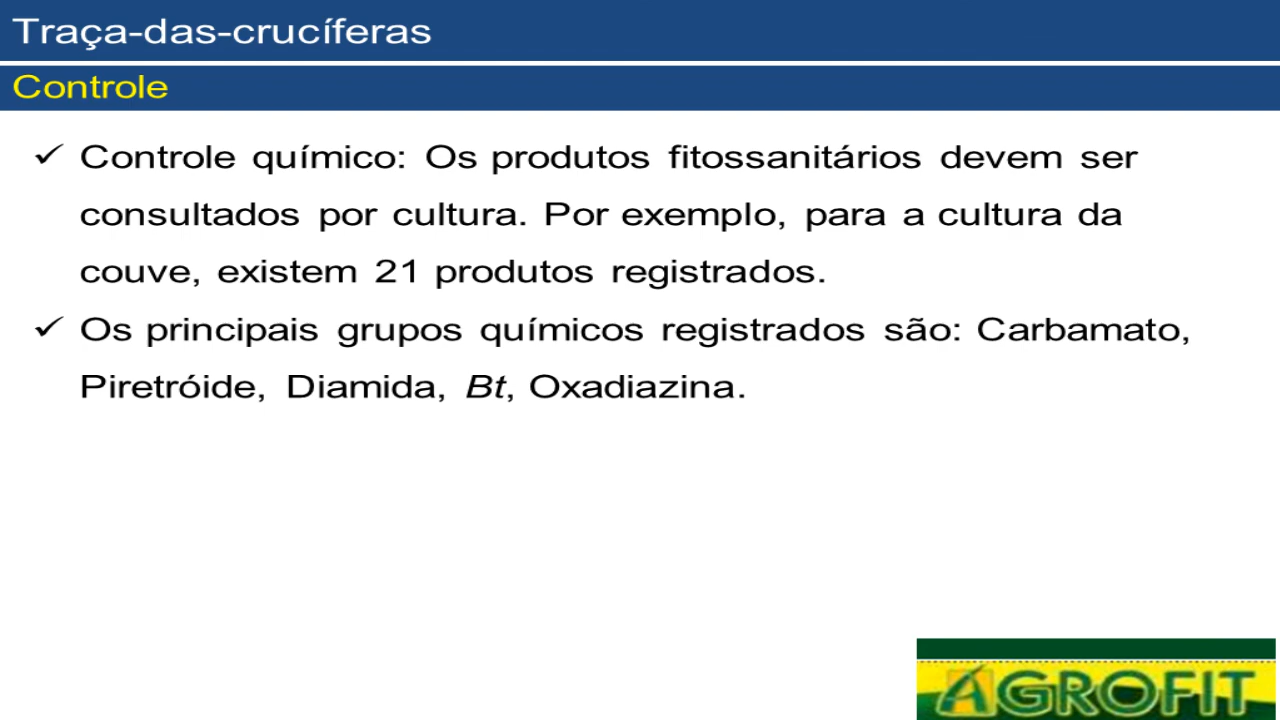 Traça-das-crucíferas
Controle
✓ Controle químico: Os produtos fitossanitários devem ser
consultados por cultura. Por exemplo, para a cultura da
couve, existem 21 produtos registrados.
✓ Os principais grupos químicos registrados são: Carbamato,
Piretróide, Diamida, Bt, Oxadiazina.
AGROFIT